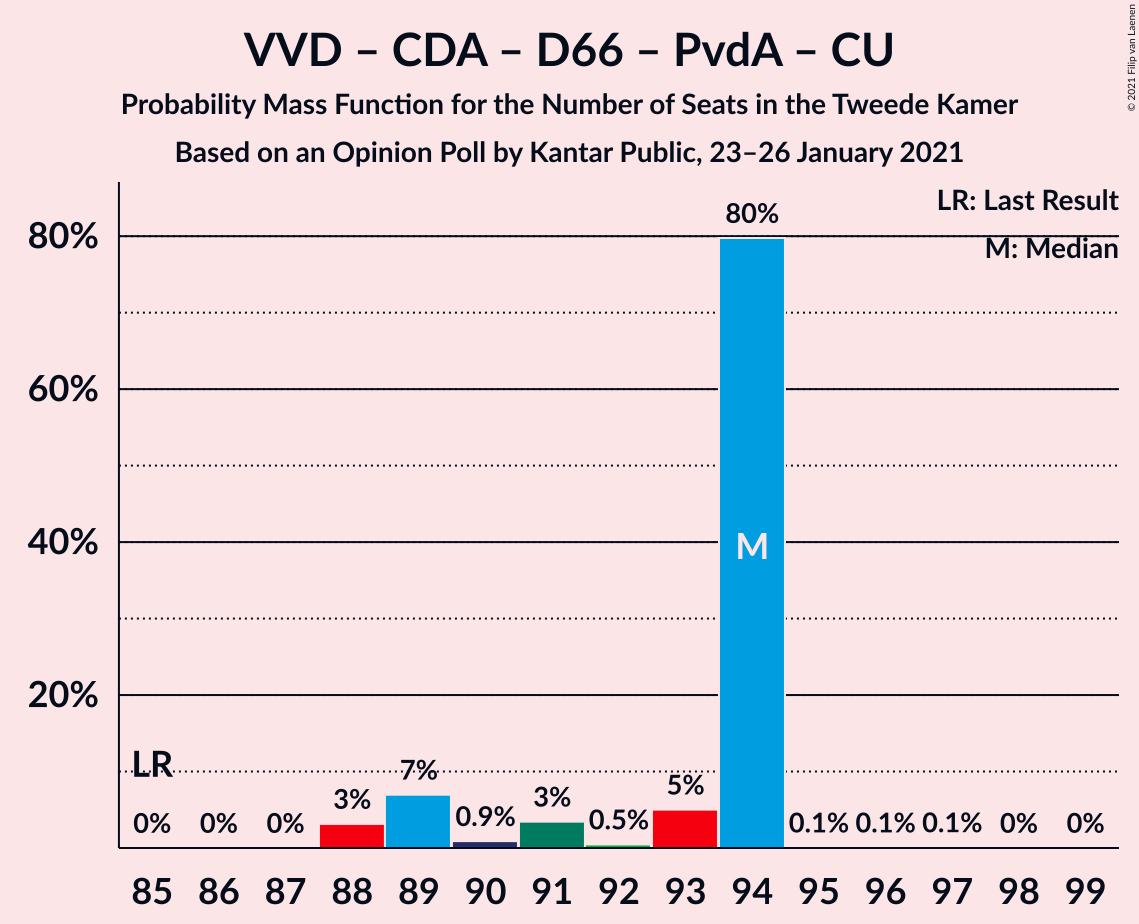 VVD – CDA – D66 – PvdA – CU
Probability Mass Function for the Number of Seats in the Tweede Kamer
Based on an Opinion Poll by Kantar Public, 23–26 January 2021
© 2021 Filip van Laenen
LR: Last Result
M: Median
80%
60%
40%
20%
80%
M
LR
0% 0% 0% 3% 7% 0.9% 3% 0.5% 5% 0.1% 0.1% 0.1% 0% 0%
85 86 87 88 89 90 91 92 93 94 95 96 97 98 99